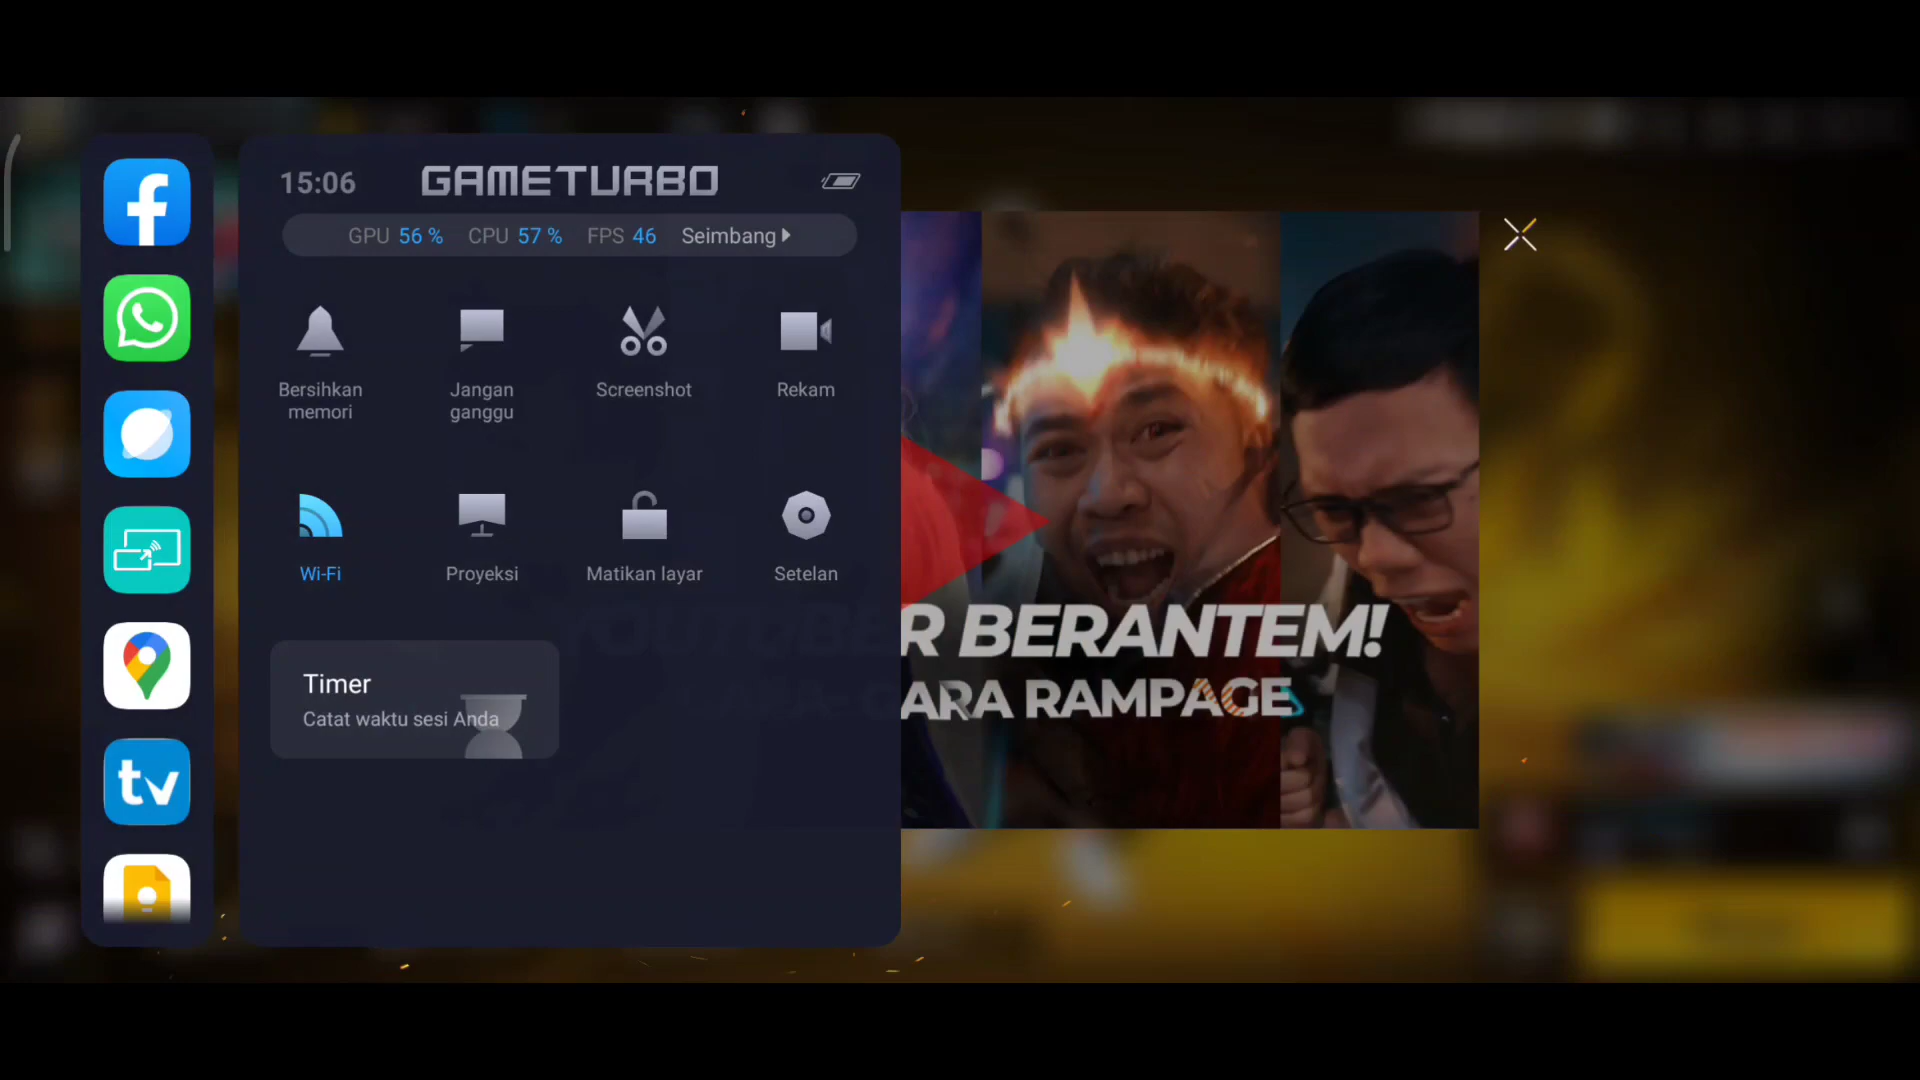 15:06 GAMETURBO
GPU 56 % CPU 57 % FPS 46 Seimbang
Bersihkan memori
Jangan ganggu
Screenshot
Rekam
Wi-Fi
Proyeksi
Matikan layar
Setelan
Timer
Catat waktu sesi Anda
tv
R BERANTEM!
ARA RAMPAGE